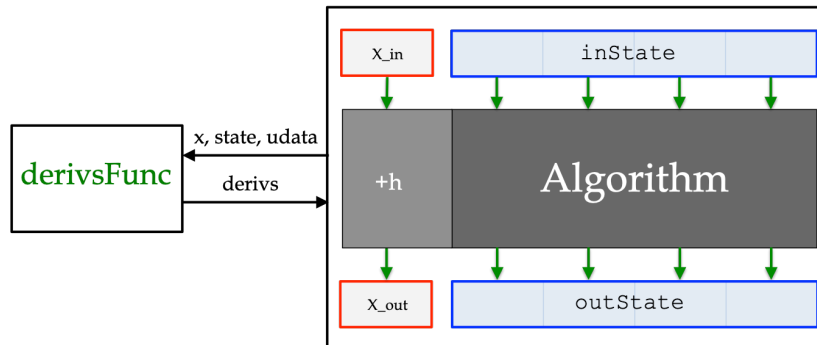 X_in
inState
x, state, udata
derivsFunc
derivs
+h
Algorithm
X_out
outState